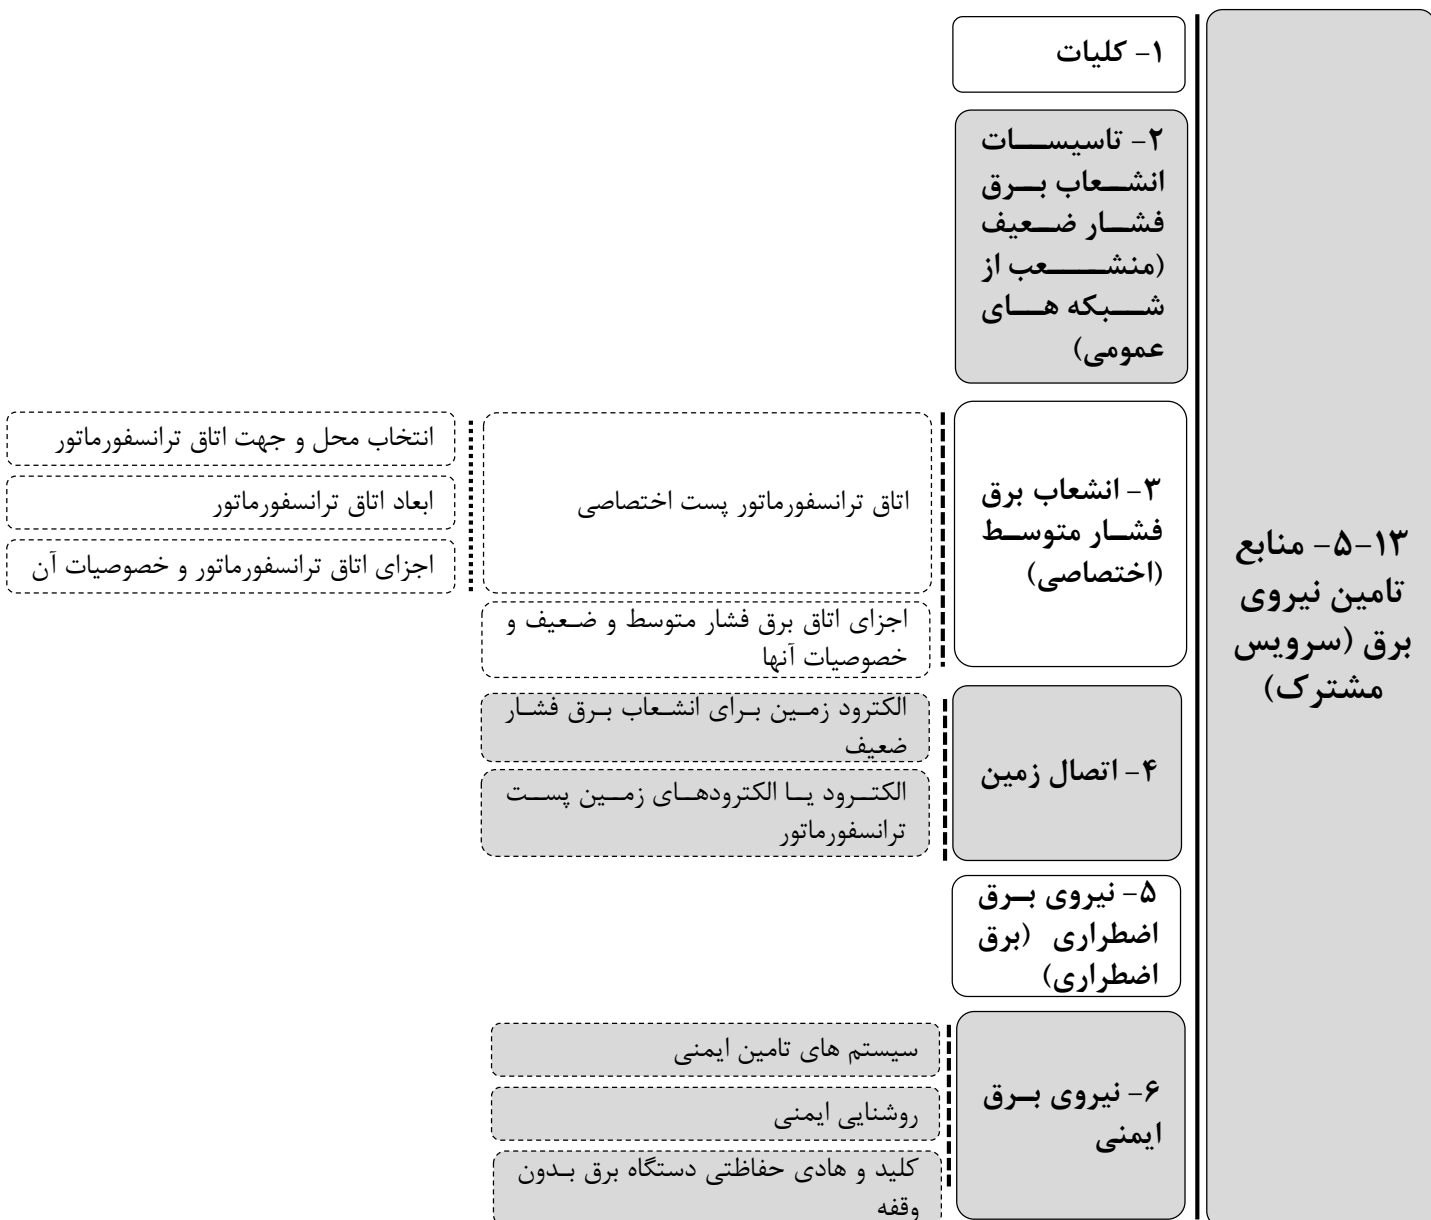 ۱۳-۵- منابع
تامین نیروی
برق (سرویس
مشترک)
۱- کلیات
۲- تاسیسات
انشعاب برق
فشار ضعیف
(منشعب از
شبکه های
عمومی)
۳- انشعاب برق
فشار متوسط
(اختصاصی)
اتاق ترانسفورماتور پست اختصاصی
انتخاب محل و جهت اتاق ترانسفورماتور
ابعاد اتاق ترانسفورماتور
اجزای اتاق ترانسفورماتور و خصوصیات آن
اجزای اتاق برق فشار متوسط و ضعیف و
خصوصیات آنها
۴- اتصال زمین
الکترود زمین برای انشعاب برق فشار
ضعیف
الکترود یا الکترودهای زمین پست
ترانسفورماتور
۵- نیروی برق
اضطراری (برق
اضطراری)
۶- نیروی برق
ایمنی
سیستم های تامین ایمنی
روشنایی ایمنی
کلید و هادی حفاظتی دستگاه برق بدون
وقفه